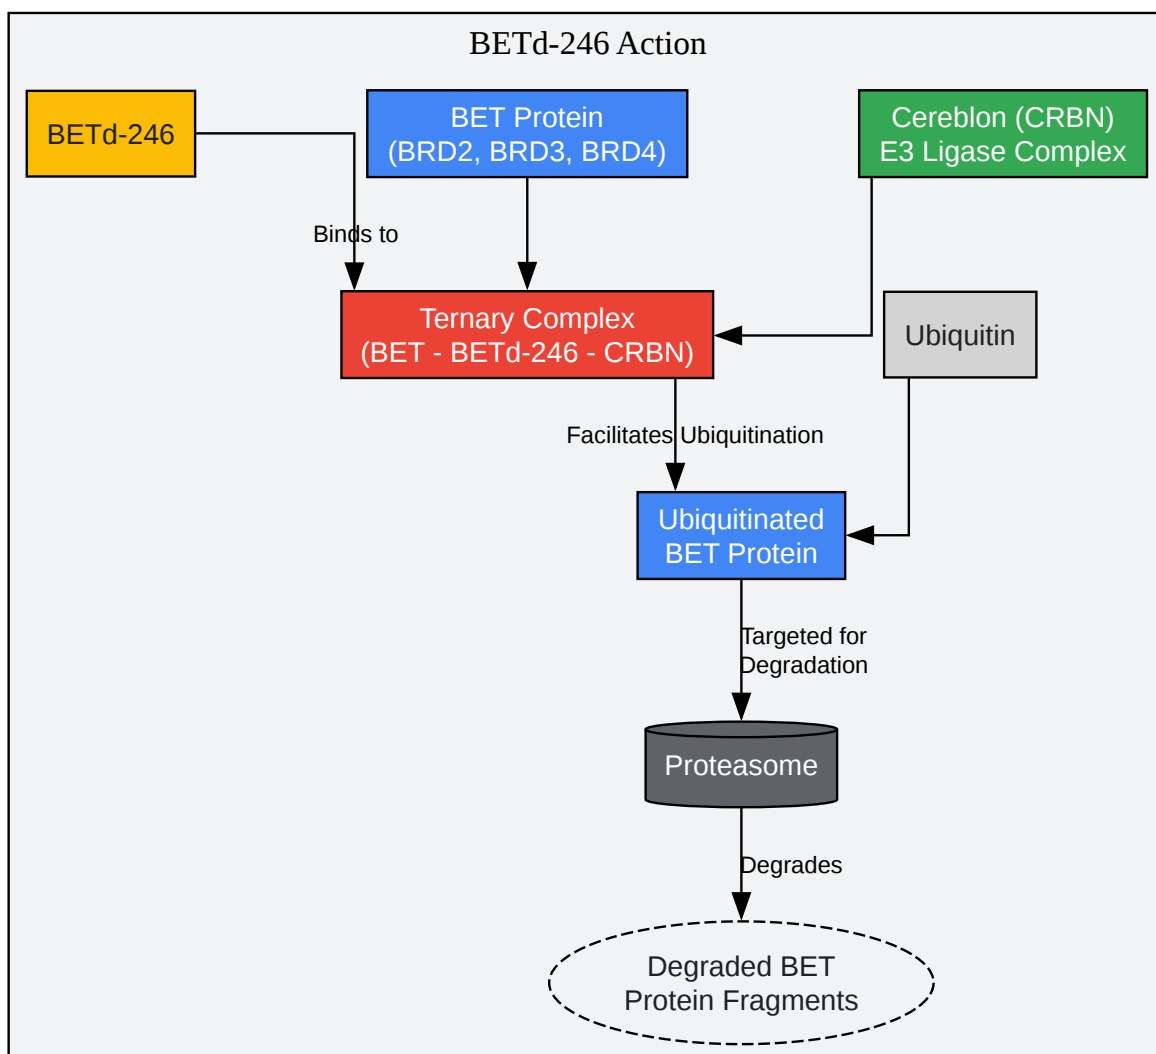 BETd-246 Action
BETd-246
BET Protein
(BRD2, BRD3, BRD4)
Cereblon (CRBN)
E3 Ligase Complex
Binds to
Ternary Complex
(BET - BETd-246 - CRBN)
Ubiquitin
Facilitates Ubiquitination
Ubiquitinated
BET Protein
Targeted for
Degradation
Proteasome
Degrades
Degraded BET
Protein Fragments